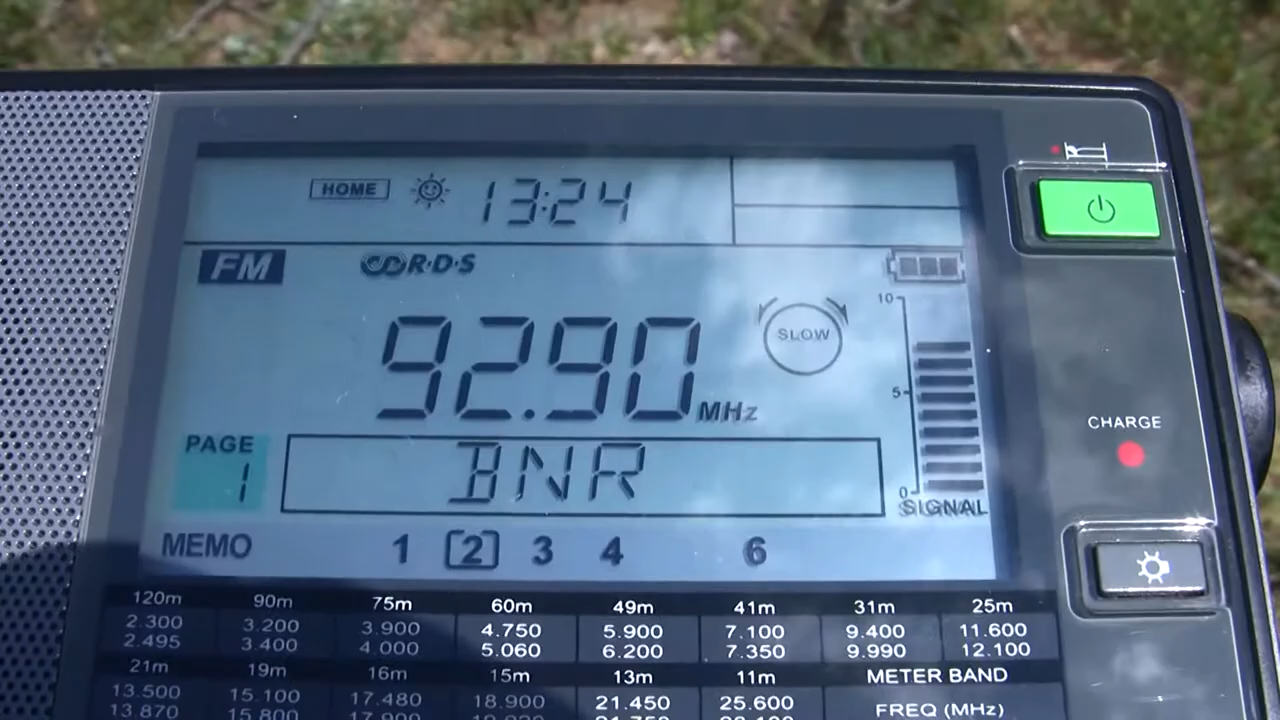 HOME 13:24
FM R·D·S
10
SLOW
92.90 MHz
5
CHARGE
PAGE
1
BNR
0
SIGNAL
MEMO 1 2 3 4 6
120m 90m 75m 60m 49m 41m 31m 25m
2.300 3.200 3.900 4.750 5.900 7.100 9.400 11.600
2.495 3.400 4.000 5.060 6.200 7.350 9.990 12.100
21m 19m 16m 15m 13m 11m METER BAND
13.500 15.100 17.480 18.900 21.450 25.600 FREQ (MHz)
13.870 15.800 17.900